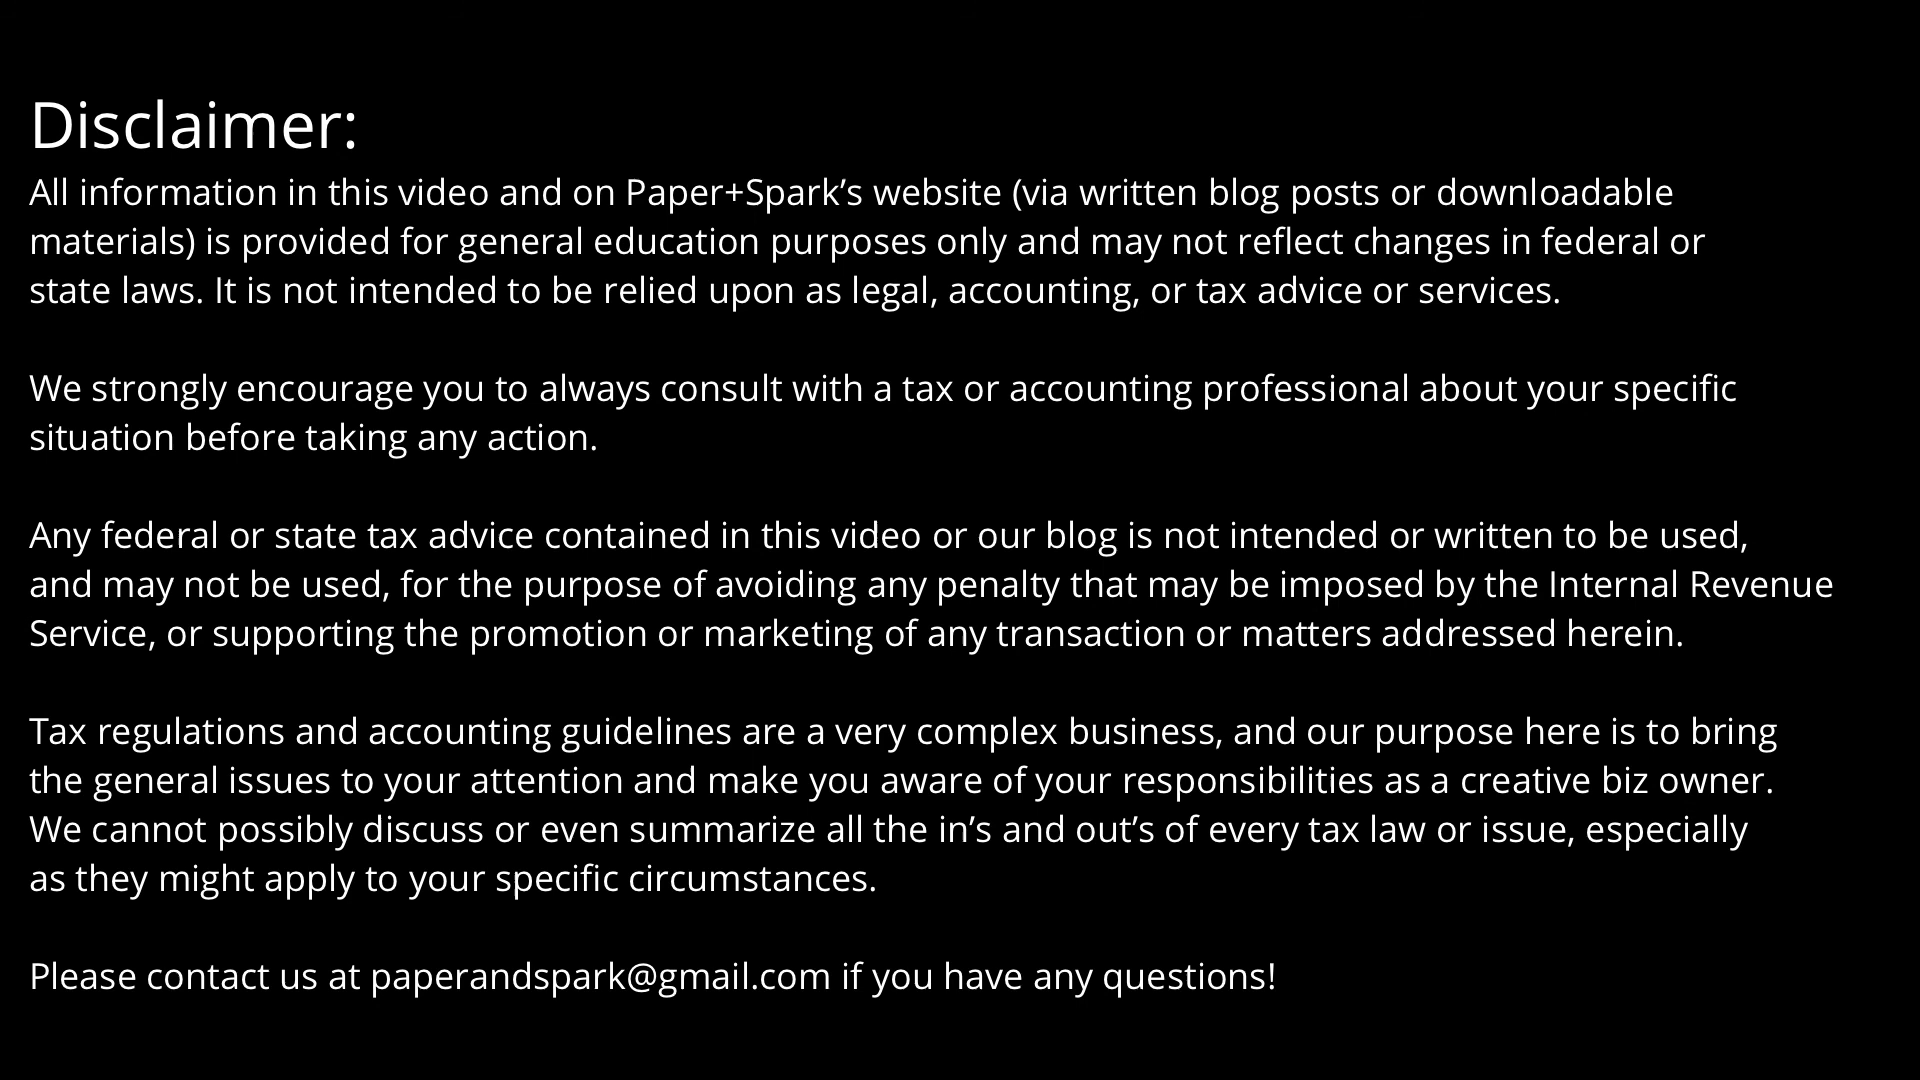 Disclaimer:
All information in this video and on Paper+Spark’s website (via written blog posts or downloadable
materials) is provided for general education purposes only and may not reflect changes in federal or
state laws. It is not intended to be relied upon as legal, accounting, or tax advice or services.
We strongly encourage you to always consult with a tax or accounting professional about your specific
situation before taking any action.
Any federal or state tax advice contained in this video or our blog is not intended or written to be used,
and may not be used, for the purpose of avoiding any penalty that may be imposed by the Internal Revenue
Service, or supporting the promotion or marketing of any transaction or matters addressed herein.
Tax regulations and accounting guidelines are a very complex business, and our purpose here is to bring
the general issues to your attention and make you aware of your responsibilities as a creative biz owner.
We cannot possibly discuss or even summarize all the in’s and out’s of every tax law or issue, especially
as they might apply to your specific circumstances.
Please contact us at paperandspark@gmail.com if you have any questions!